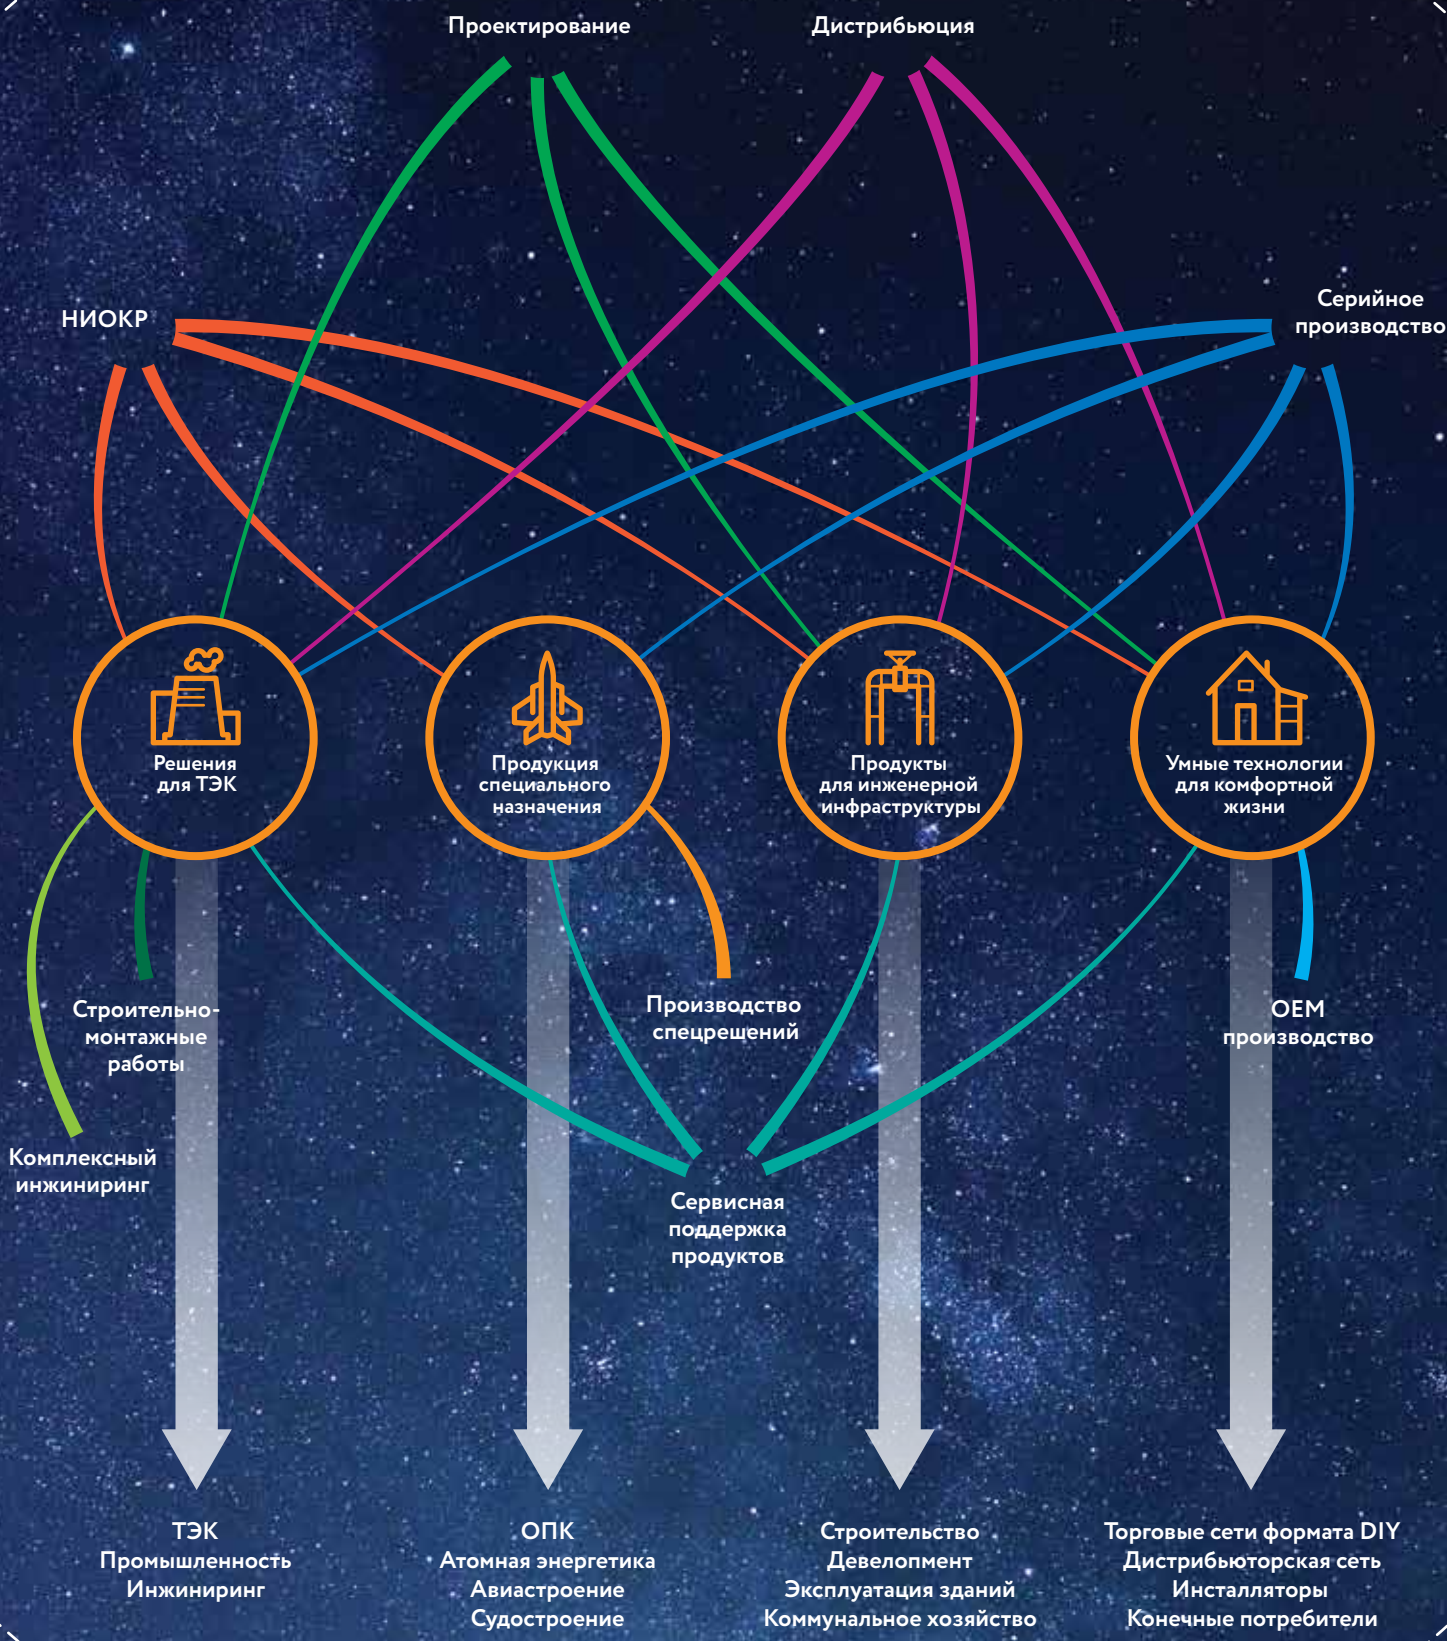 Проектирование
Дистрибьюция
НИОКР
Серийное
производство
Решения
для ТЭК
Продукция
специального
назначения
Продукты
для инженерной
инфраструктуры
Умные технологии
для комфортной
жизни
Строительно-
монтажные
работы
Производство
спецрешений
ОЕМ
производство
Комплексный
инжиниринг
Сервисная
поддержка
продуктов
ТЭК
Промышленность
Инжиниринг
ОПК
Атомная энергетика
Авиастроение
Судостроение
Строительство
Девелопмент
Эксплуатация зданий
Коммунальное хозяйство
Торговые сети формата DIY
Дистрибьюторская сеть
Инсталляторы
Конечные потребители